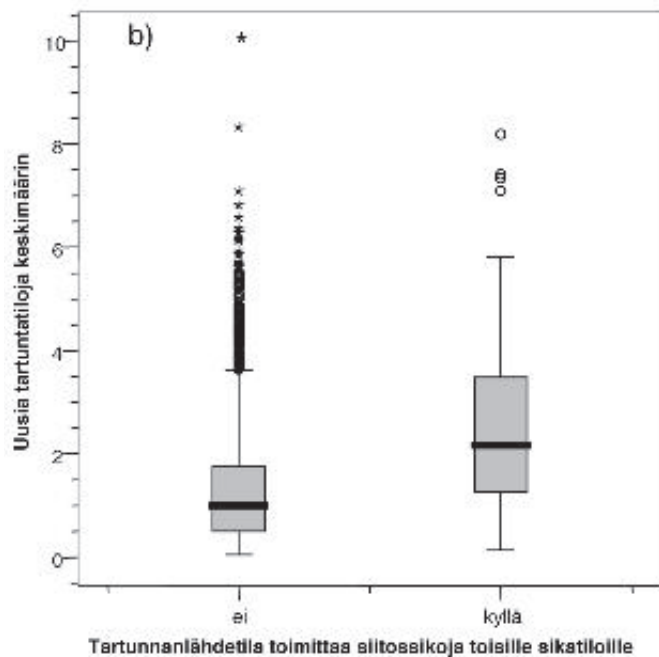 b)
10
8
6
4
2
0
Uusia tartuntatiloja keskimäärin
ei
kyllä
Tartunnanlähdetila toimittaa siitossikoja toisille sikatiloille